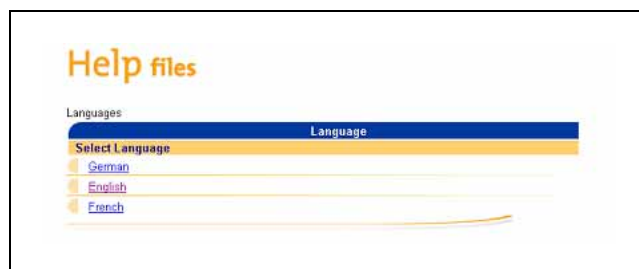 Help files
Languages
Language
Select Language
German
English
French